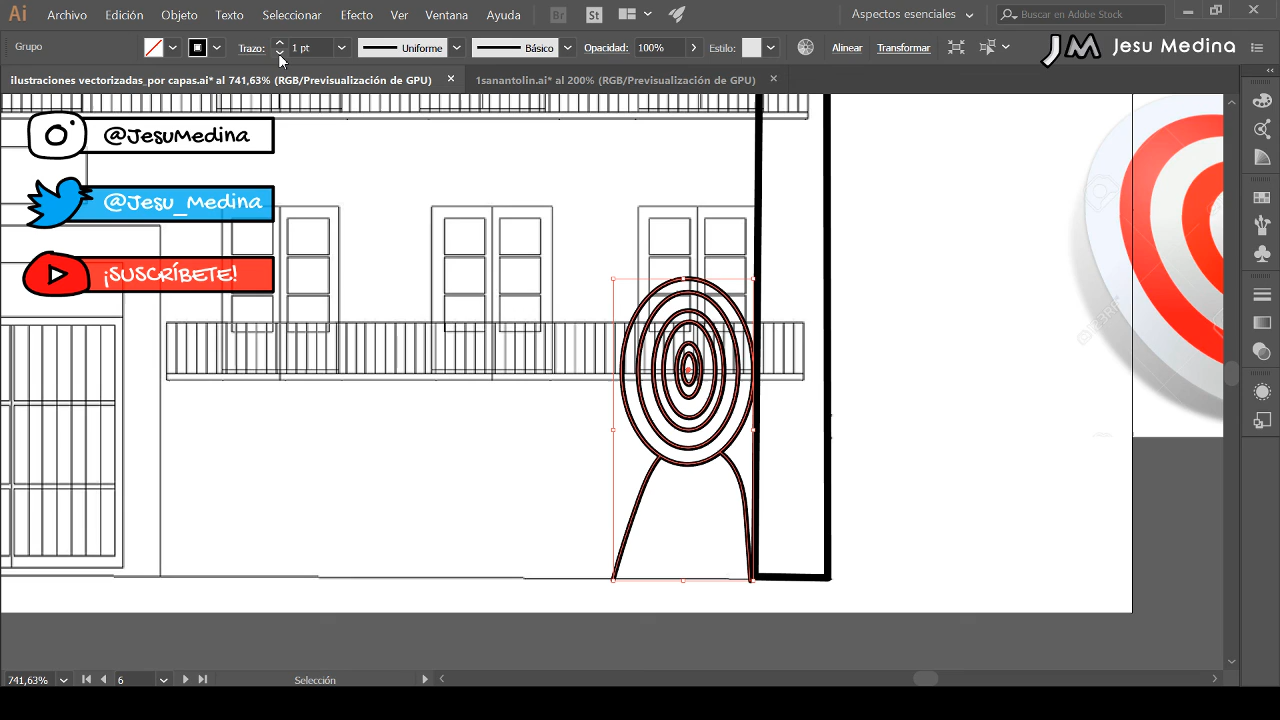 Ai Archivo Edición Objeto Texto Seleccionar Efecto Ver Ventana Ayuda Br St Aspectos esenciales Buscar en Adobe Stock
Grupo Trazo: 1 pt Uniforme Básico Opacidad: 100% Estilo: Alinear Transformar JM Jesu Medina
ilustraciones vectorizadas_por capas.ai* al 741,63% (RGB/Previsualización de GPU) 1sanantolin.ai* al 200% (RGB/Previsualización de GPU)
@JesuMedina
@Jesu_Medina
¡SUSCRÍBETE!
741,63% 6 Selección